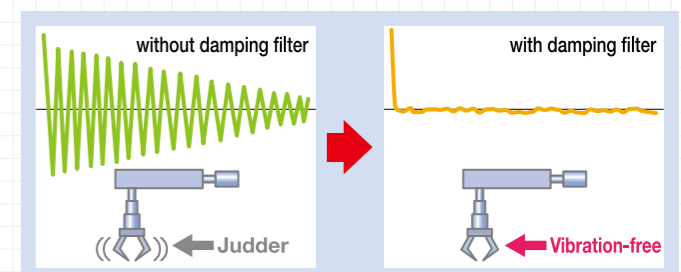 without damping filter
with damping filter
Judder
Vibration-free